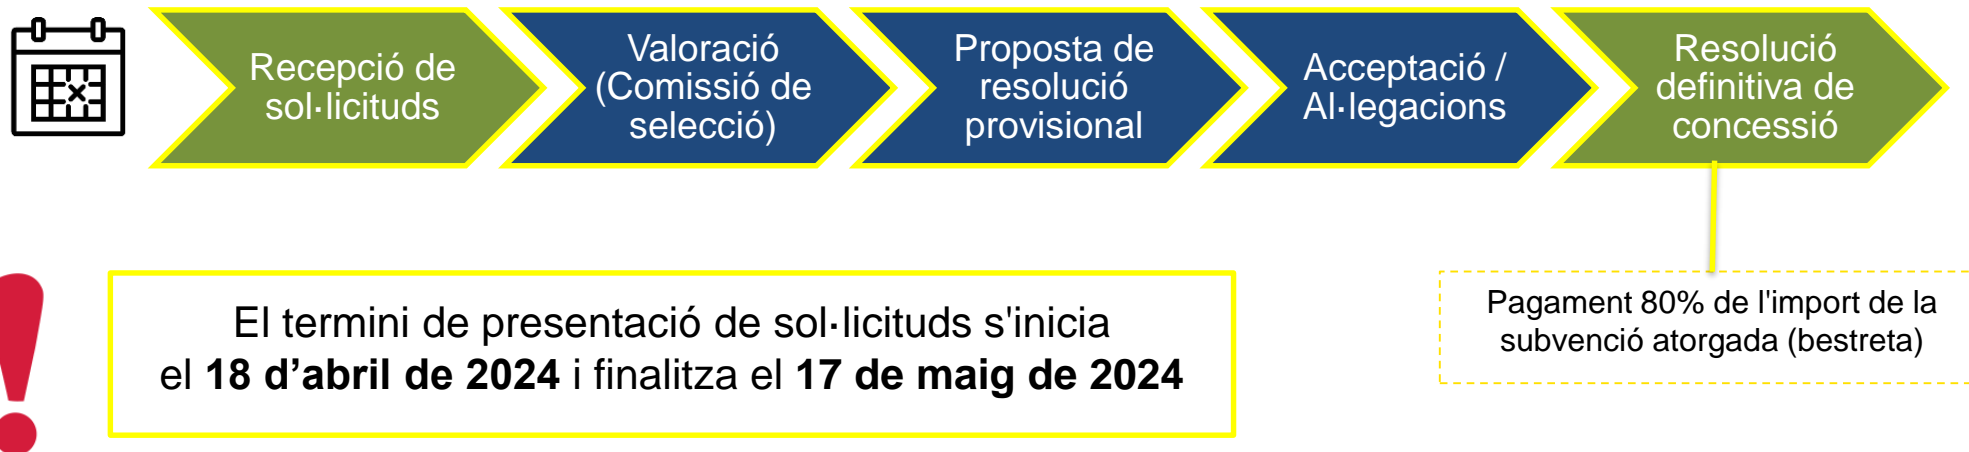 Recepció de
sol·licituds
Valoració
(Comissió de
selecció)
Proposta de
resolució
provisional
Acceptació /
Al·legacions
Resolució
definitiva de
concessió
El termini de presentació de sol·licituds s'inicia
el 18 d’abril de 2024 i finalitza el 17 de maig de 2024
Pagament 80% de l'import de la
subvenció atorgada (bestreta)